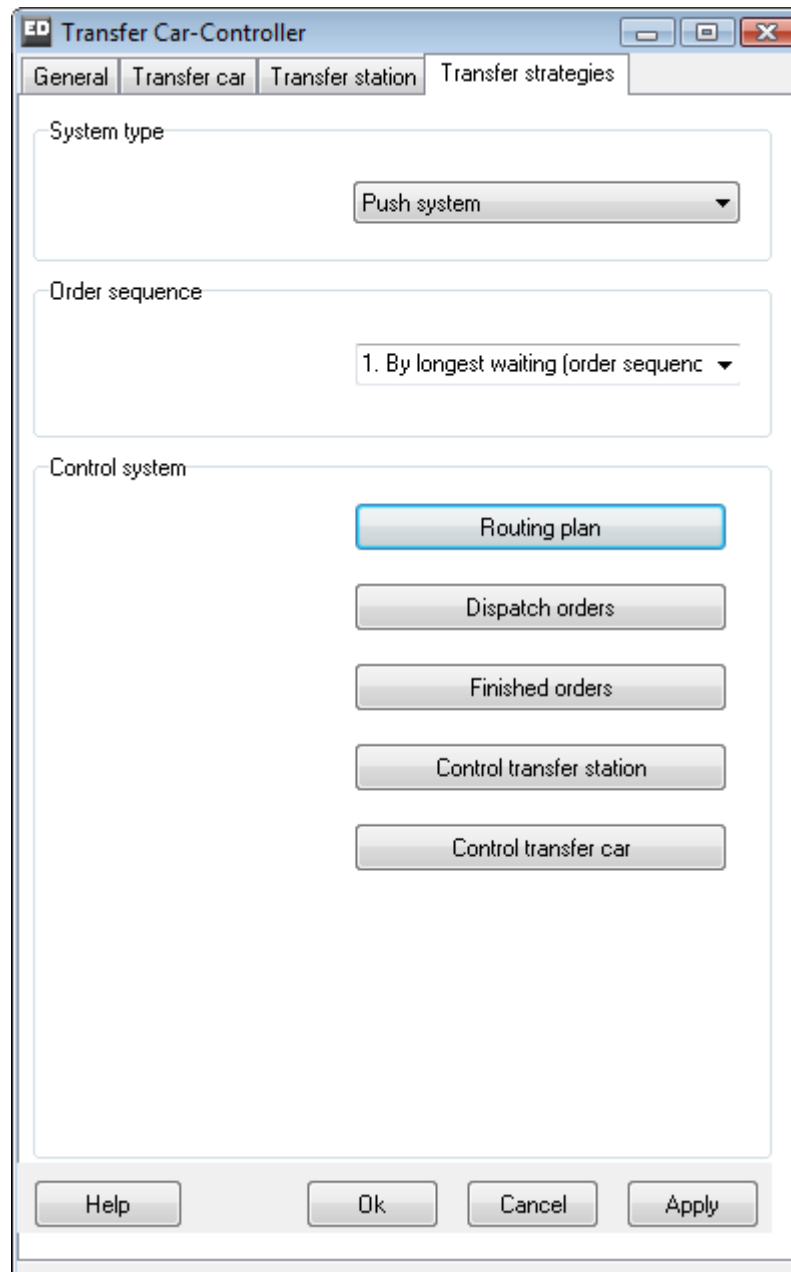 ED Transfer Car-Controller
General Transfer car Transfer station Transfer strategies
System type
Push system
Order sequence
1. By longest waiting (order sequenc
Control system
Routing plan
Dispatch orders
Finished orders
Control transfer station
Control transfer car
Help Ok Cancel Apply